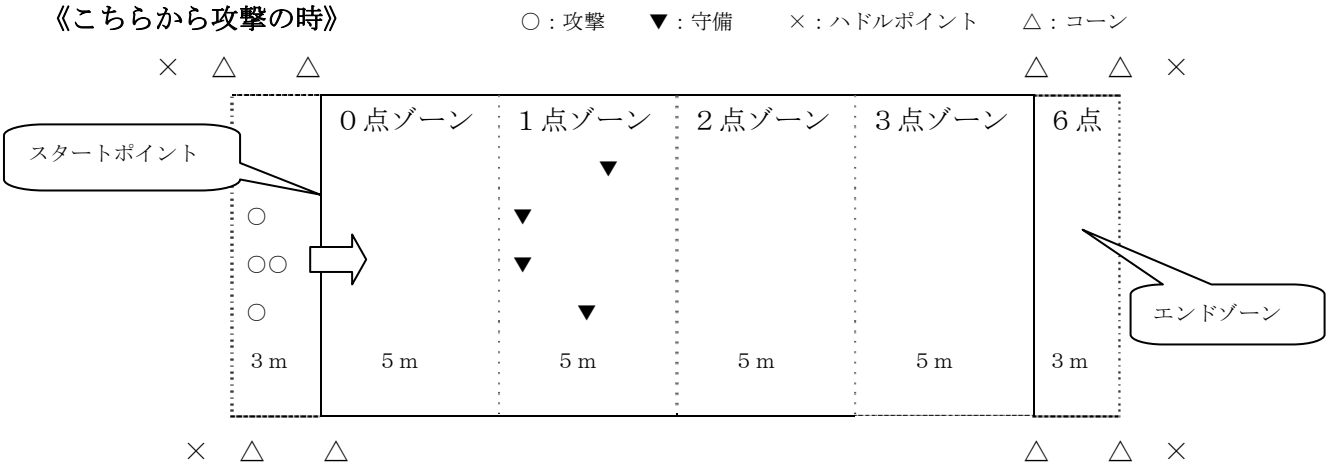 《こちらから攻撃の時》 ○：攻撃 ▼：守備 ×：ハドルポイント △：コーン
× △ △ △ △ ×
０点ゾーン １点ゾーン ２点ゾーン ３点ゾーン ６点
スタートポイント
▼
○ ▼
○○ ▼
○ ▼
エンドゾーン
３ｍ ５ｍ ５ｍ ５ｍ ５ｍ ３ｍ
× △ △ △ △ ×